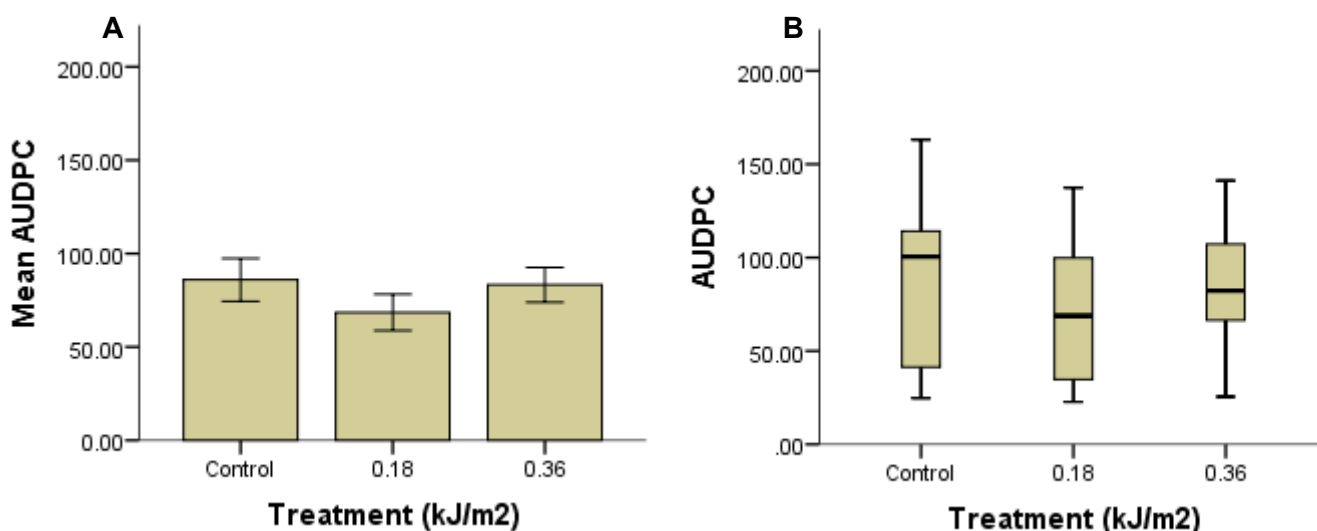 A
Mean AUDPC
200.00
150.00
100.00
50.00
0.00
Control 0.18 0.36
Treatment (kJ/m2)
B
AUDPC
200.00
150.00
100.00
50.00
.00
Control 0.18 0.36
Treatment (kJ/m2)